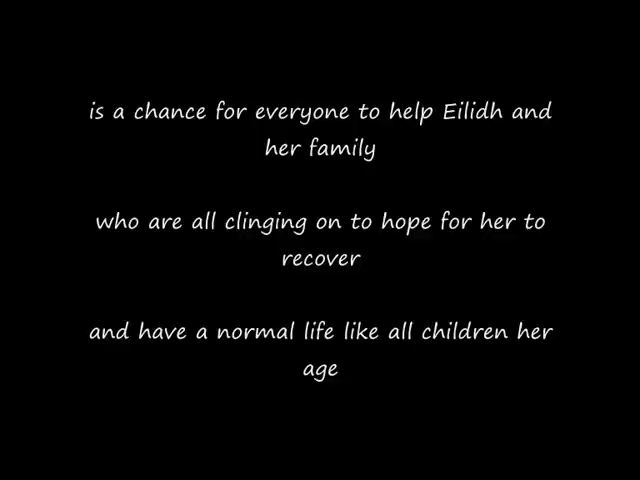 is a chance for everyone to help Eilidh and
her family
who are all clinging on to hope for her to
recover
and have a normal life like all children her
age